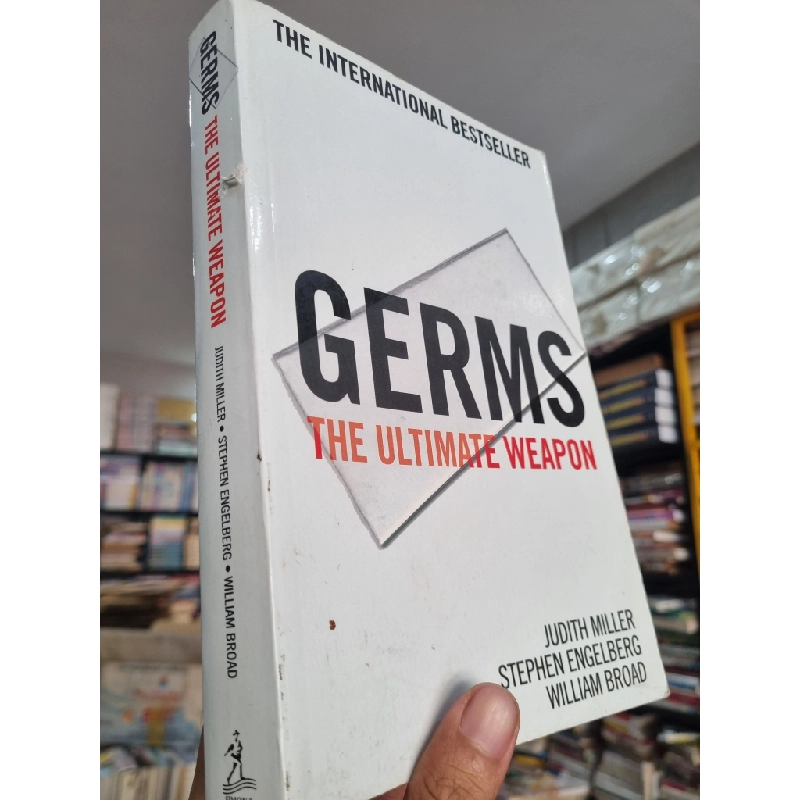 THE INTERNATIONAL BESTSELLER
GERMS
THE ULTIMATE WEAPON
JUDITH MILLER
STEPHEN ENGELBERG
WILLIAM BROAD
GERMS THE ULTIMATE WEAPON JUDITH MILLER • STEPHEN ENGELBERG • WILLIAM BROAD